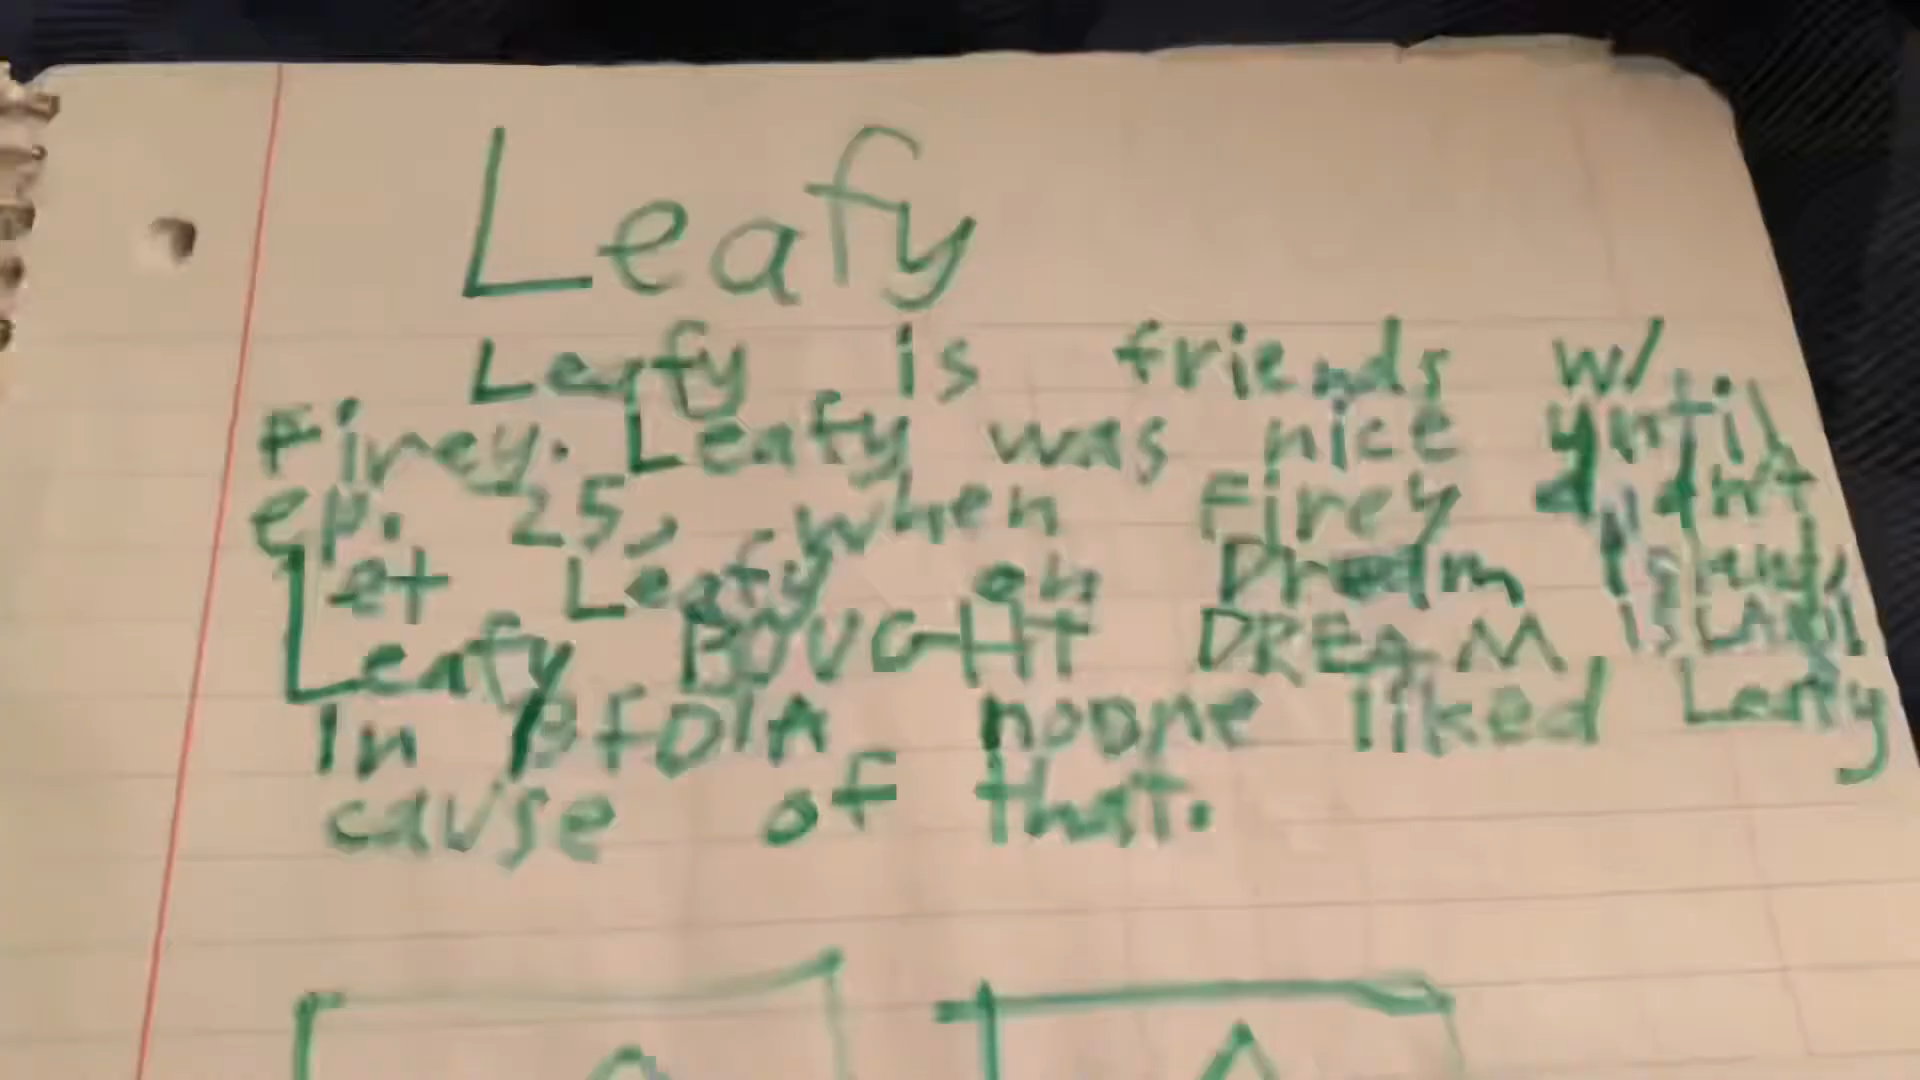 Leafy
Leafy is friends w/
Firey. Leafy was nice until
ep. 25, when Firey didn't
let Leafy on Dream Island,
Leafy BOUGHT DREAM ISLAND
In BFDIA noone liked Leafy
cause of that.